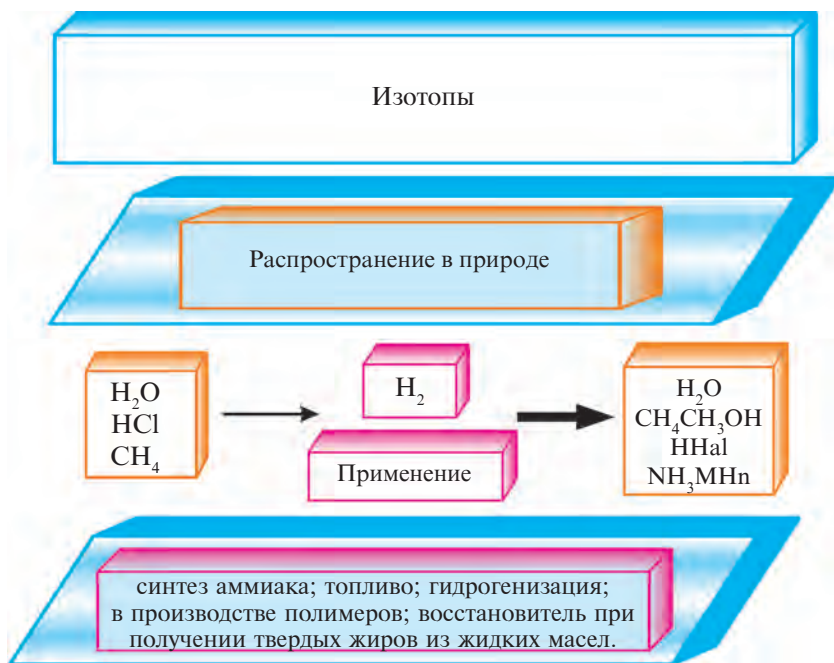 Изотопы
Распространение в природе
H₂O
HCl
CH₄
H₂
Применение
H₂O
CH₄CH₃OH
HHal
NH₃MHn
синтез аммиака; топливо; гидрогенизация;
в производстве полимеров; восстановитель при
получении твердых жиров из жидких масел.